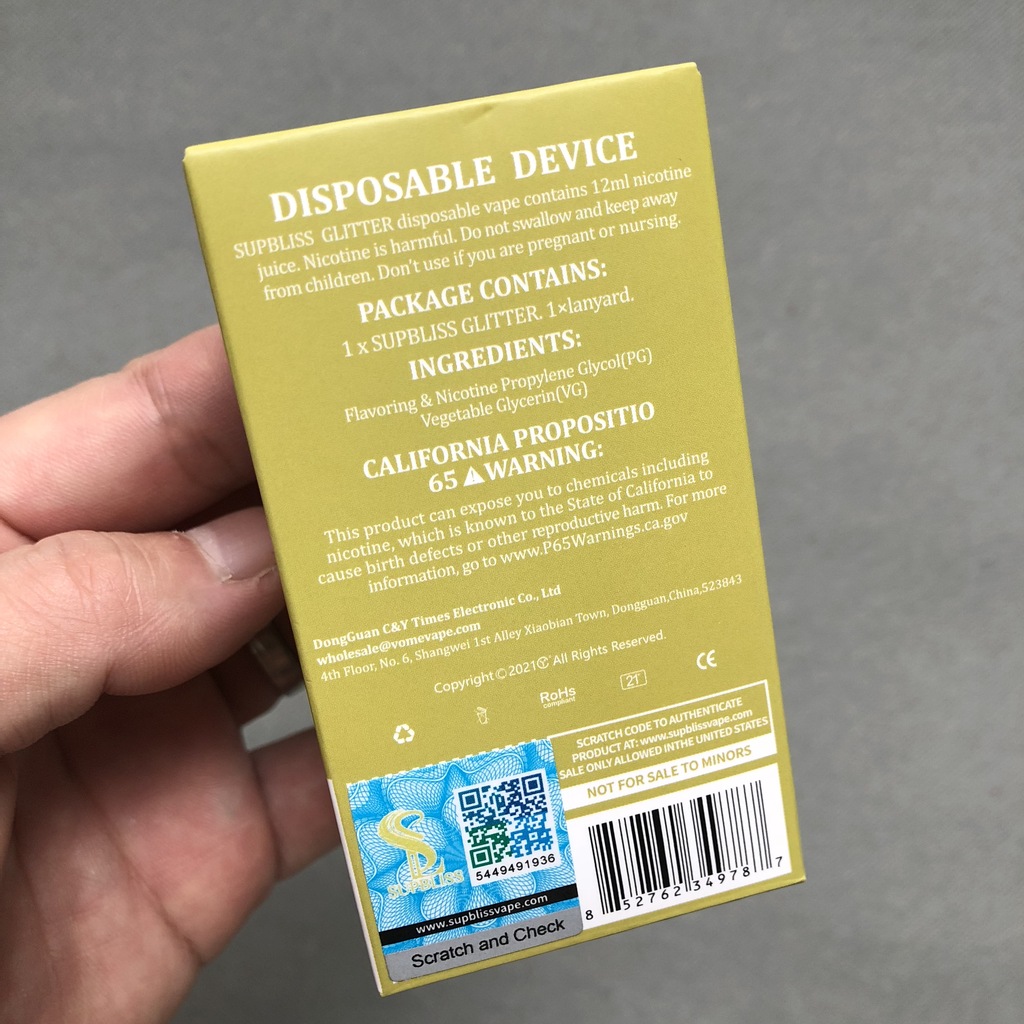 DISPOSABLE DEVICE
SUPBLISS GLITTER disposable vape contains 12ml nicotine
juice. Nicotine is harmful. Do not swallow and keep away
from children. Don't use if you are pregnant or nursing.
PACKAGE CONTAINS:
1 x SUPBLISS GLITTER. 1×lanyard.
INGREDIENTS:
Flavoring & Nicotine Propylene Glycol(PG)
Vegetable Glycerin(VG)
CALIFORNIA PROPOSITIO
65 ⚠WARNING:
This product can expose you to chemicals including
nicotine, which is known to the State of California to
cause birth defects or other reproductive harm. For more
information, go to www.P65Warnings.ca.gov
DongGuan C&Y Times Electronic Co., Ltd
wholesale@vomevape.com
4th Floor, No. 6, Shangwei 1st Alley Xiaobian Town, Dongguan,China,523843
Copyright©2021 All Rights Reserved.
RoHs
compliant
21+
CE
SCRATCH CODE TO AUTHENTICATE
PRODUCT AT: www.supblissvape.com
SALE ONLY ALLOWED INTHE UNITED STATES
NOT FOR SALE TO MINORS
SUPBLISS
5449491936
www.supblissvape.com
Scratch and Check
8 52762 34978 7